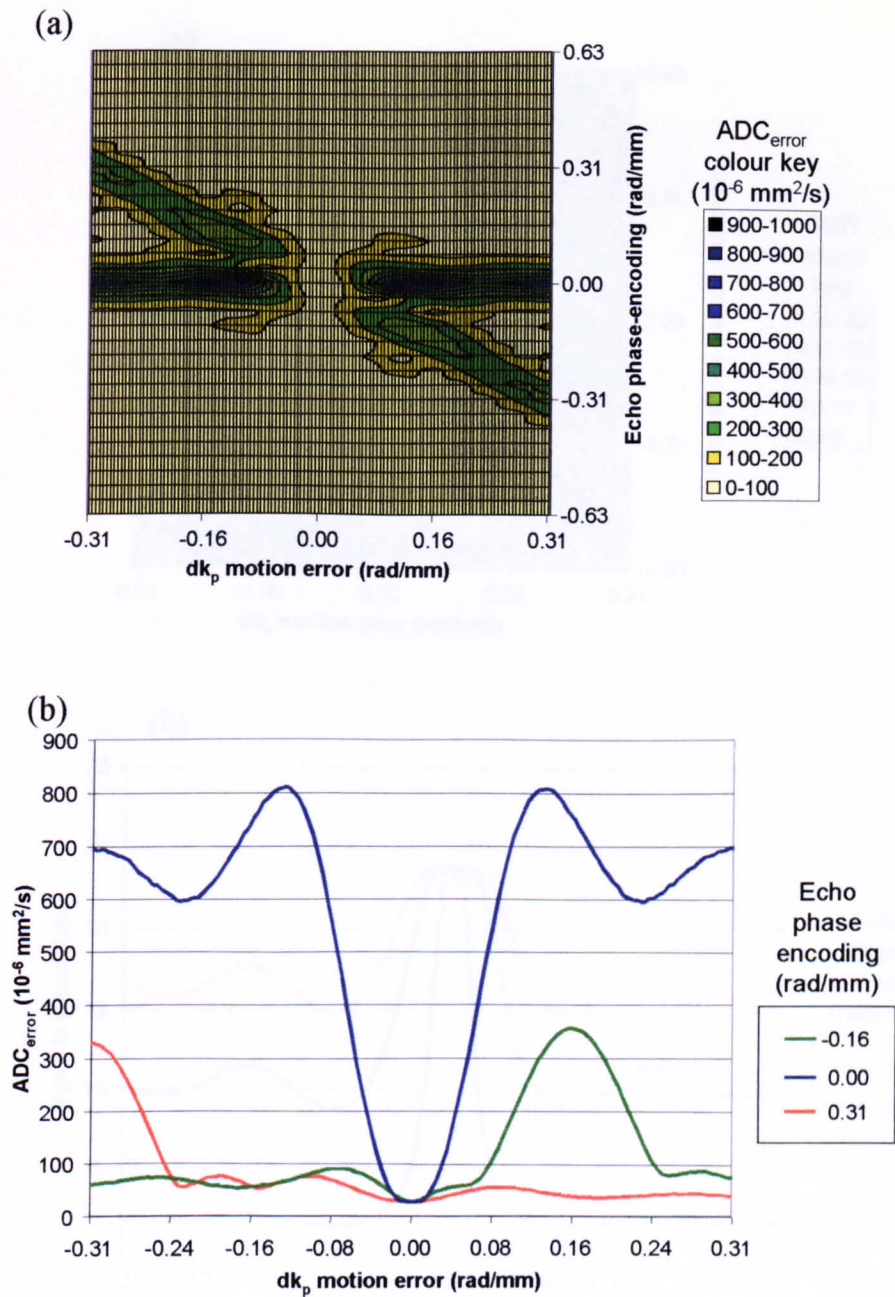 (a)
0.63
0.31
0.00
-0.31
-0.63
Echo phase-encoding (rad/mm)
-0.31 -0.16 0.00 0.16 0.31
dkp motion error (rad/mm)
ADCerror
colour key
(10-6 mm2/s)
900-1000
800-900
700-800
600-700
500-600
400-500
300-400
200-300
100-200
0-100
(b)
900
800
700
600
500
400
300
200
100
0
ADCerror (10-6 mm2/s)
-0.31 -0.24 -0.16 -0.08 0.00 0.08 0.16 0.24 0.31
dkp motion error (rad/mm)
Echo
phase
encoding
(rad/mm)
-0.16
0.00
0.31